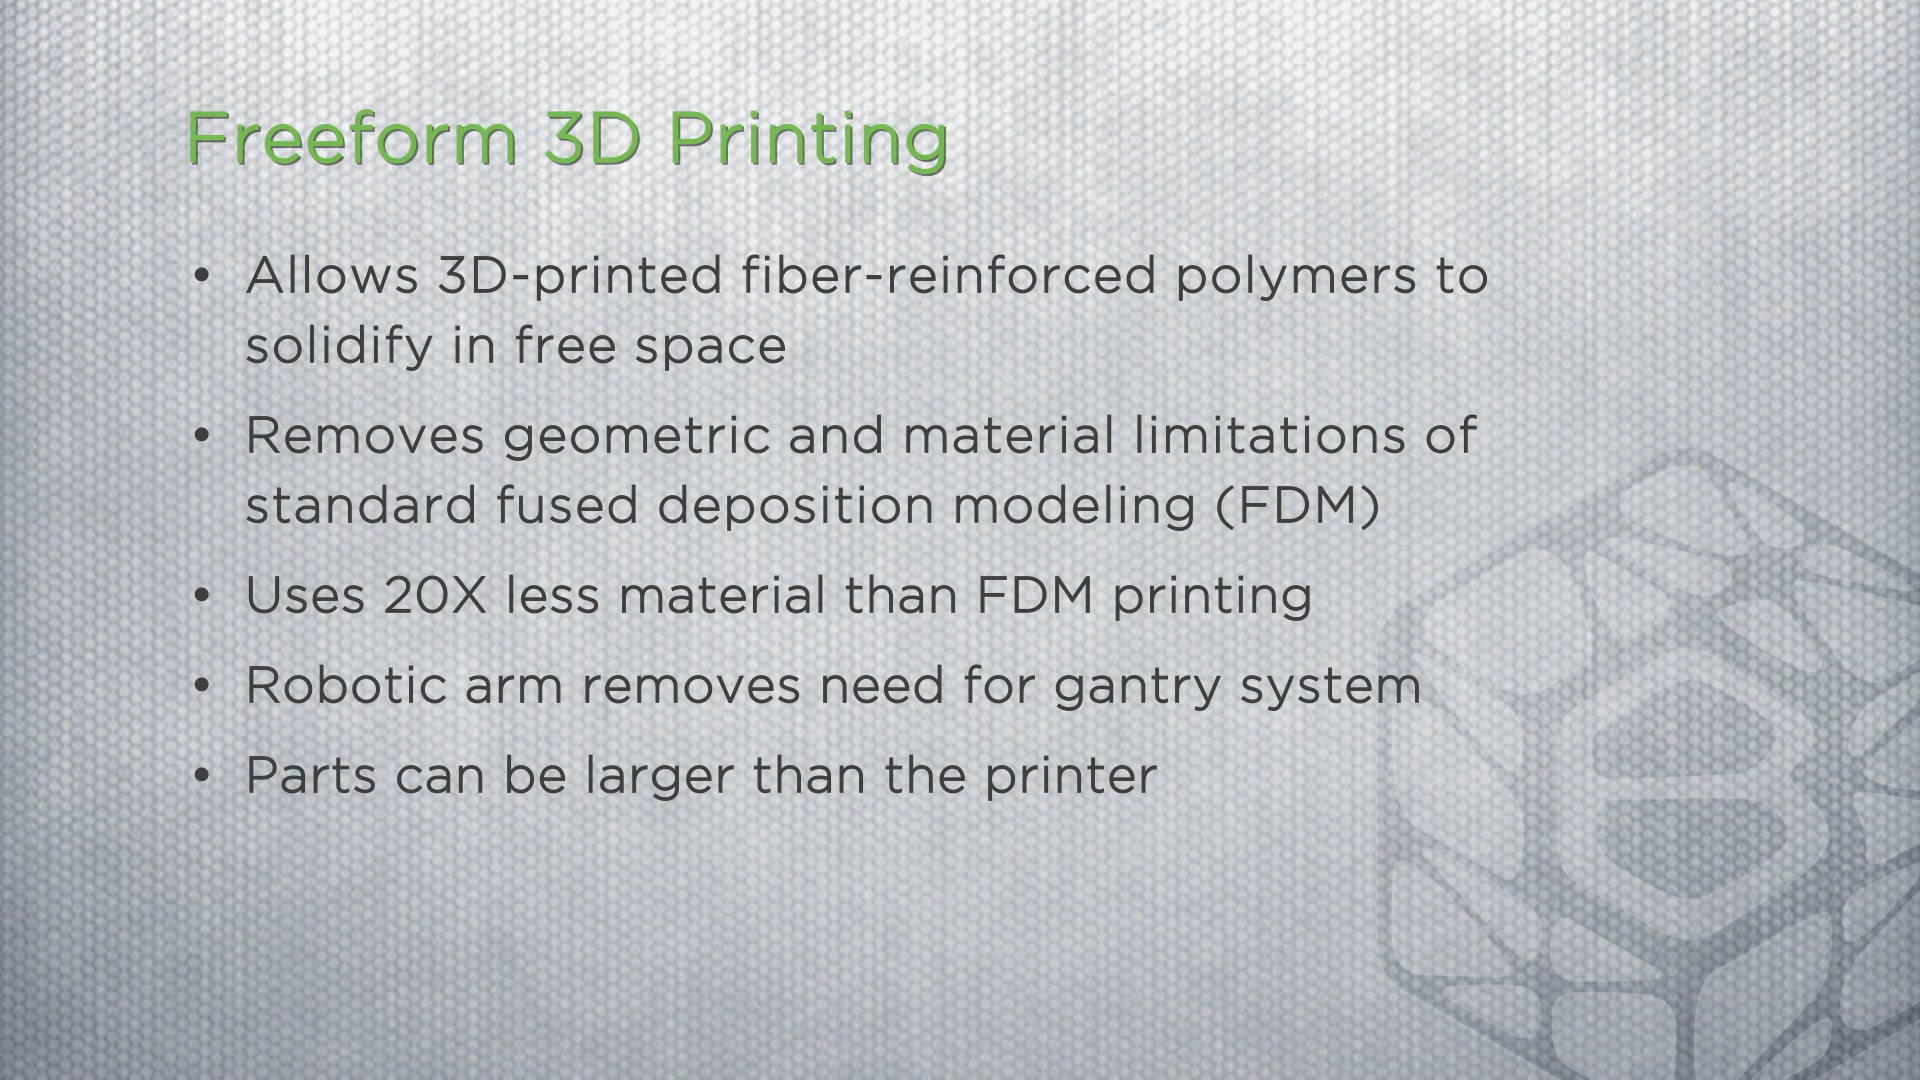 Freeform 3D Printing
• Allows 3D-printed fiber-reinforced polymers to
solidify in free space
• Removes geometric and material limitations of
standard fused deposition modeling (FDM)
• Uses 20X less material than FDM printing
• Robotic arm removes need for gantry system
• Parts can be larger than the printer